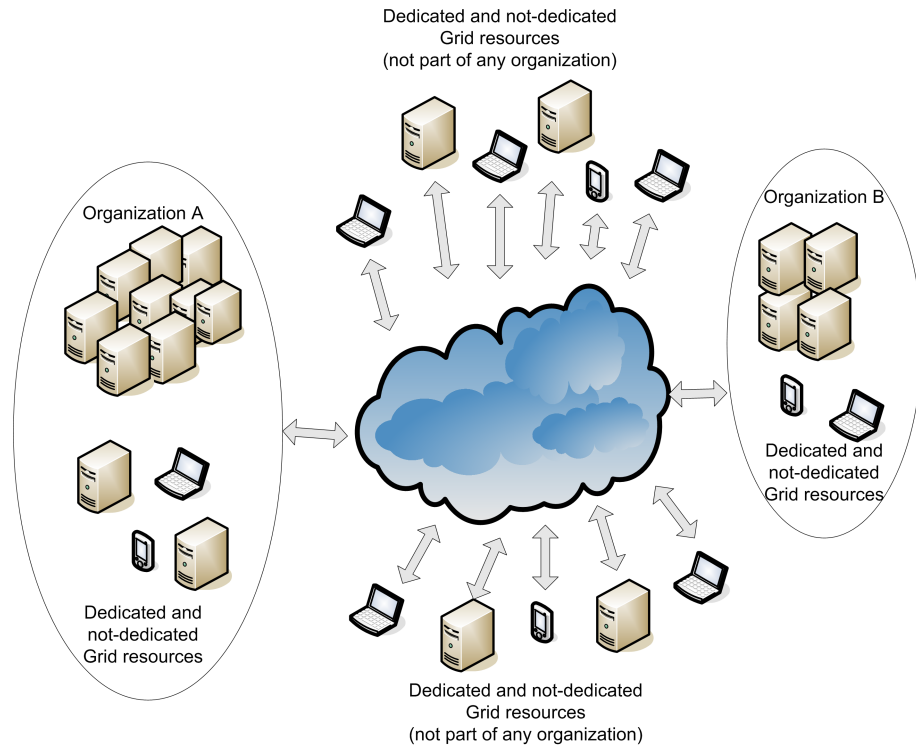 Dedicated and not-dedicated
Grid resources
(not part of any organization)
Organization A
Organization B
Dedicated and
not-dedicated
Grid resources
Dedicated and
not-dedicated
Grid resources
Dedicated and not-dedicated
Grid resources
(not part of any organization)